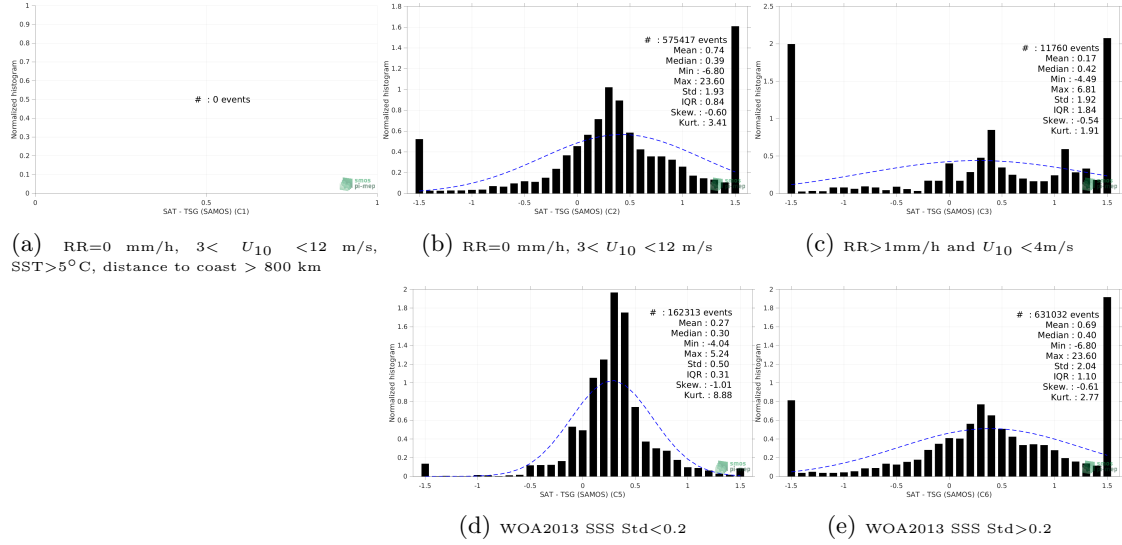 1
0.9
0.8
0.7
0.6
0.5
0.4
0.3
0.2
0.1
0
0
0.5
1
Normalized histogram
# : 0 events
smos
pi-mep
SAT - TSG (SAMOS) (C1)
(a) RR=0 mm/h, 3< U10 <12 m/s,
SST>5°C, distance to coast > 800 km
1.8
1.6
1.4
1.2
1
0.8
0.6
0.4
0.2
0
-1.5
-1
-0.5
0
0.5
1
1.5
Normalized histogram
# : 575417 events
Mean : 0.74
Median : 0.39
Min : -6.80
Max : 23.60
Std : 1.93
IQR : 0.84
Skew. : -0.60
Kurt. : 3.41
smos
pi-mep
SAT - TSG (SAMOS) (C2)
(b) RR=0 mm/h, 3< U10 <12 m/s
2.5
2
1.5
1
0.5
0
-1.5
-1
-0.5
0
0.5
1
1.5
Normalized histogram
# : 11760 events
Mean : 0.17
Median : 0.42
Min : -4.49
Max : 6.81
Std : 1.92
IQR : 1.84
Skew. : -0.54
Kurt. : 1.91
smos
pi-mep
SAT - TSG (SAMOS) (C3)
(c) RR>1mm/h and U10 <4m/s
2
1.8
1.6
1.4
1.2
1
0.8
0.6
0.4
0.2
0
-1.5
-1
-0.5
0
0.5
1
1.5
Normalized histogram
# : 162313 events
Mean : 0.27
Median : 0.30
Min : -4.04
Max : 5.24
Std : 0.50
IQR : 0.31
Skew. : -1.01
Kurt. : 8.88
smos
pi-mep
SAT - TSG (SAMOS) (C5)
(d) WOA2013 SSS Std<0.2
2
1.8
1.6
1.4
1.2
1
0.8
0.6
0.4
0.2
0
-1.5
-1
-0.5
0
0.5
1
1.5
Normalized histogram
# : 631032 events
Mean : 0.69
Median : 0.40
Min : -6.80
Max : 23.60
Std : 2.04
IQR : 1.10
Skew. : -0.61
Kurt. : 2.77
smos
pi-mep
SAT - TSG (SAMOS) (C6)
(e) WOA2013 SSS Std>0.2